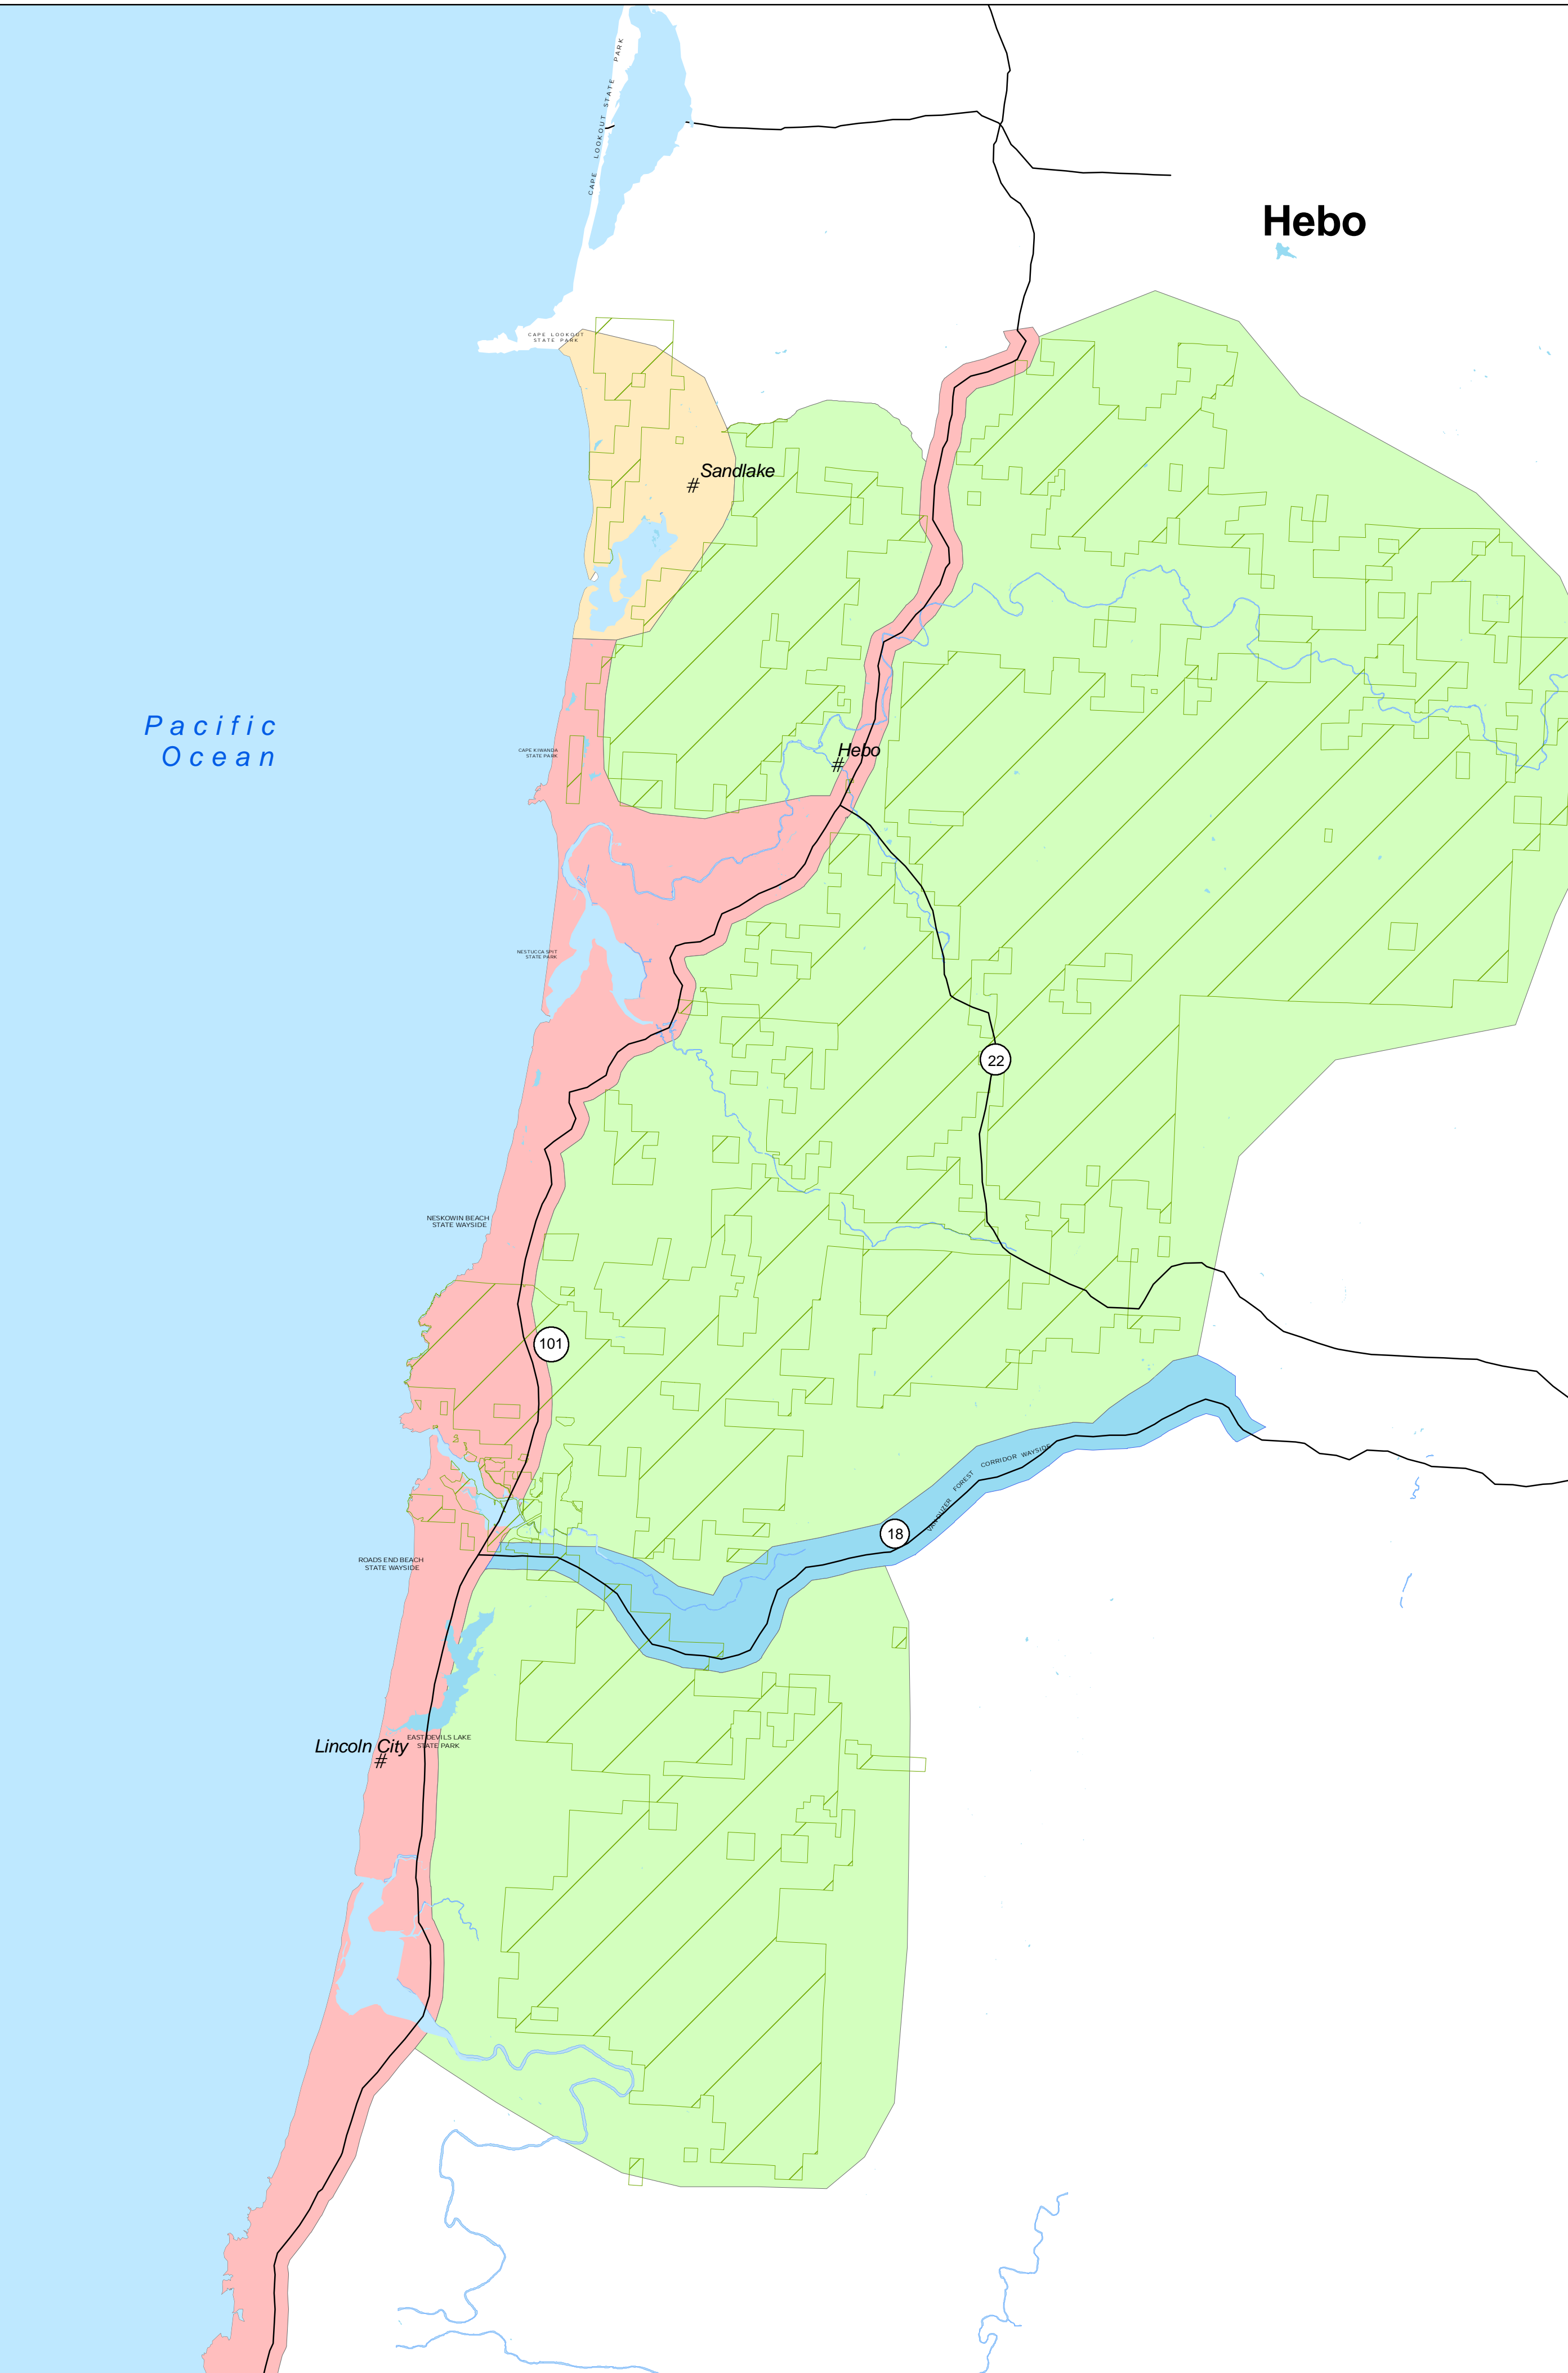 CAPE LOOKOUT STATE PARK
Hebo
CAPE LOOKOUT
STATE PARK
Sandlake
#
Pacific
Ocean
Hebo
#
CAPE KIWANDA
STATE PARK
NESTUCCA SPIT
STATE PARK
22
NESKOWIN BEACH
STATE WAYSIDE
101
VAN DUZER FOREST CORRIDOR WAYSIDE
18
ROADS END BEACH
STATE WAYSIDE
EAST DEVILS LAKE
STATE PARK
Lincoln City
#